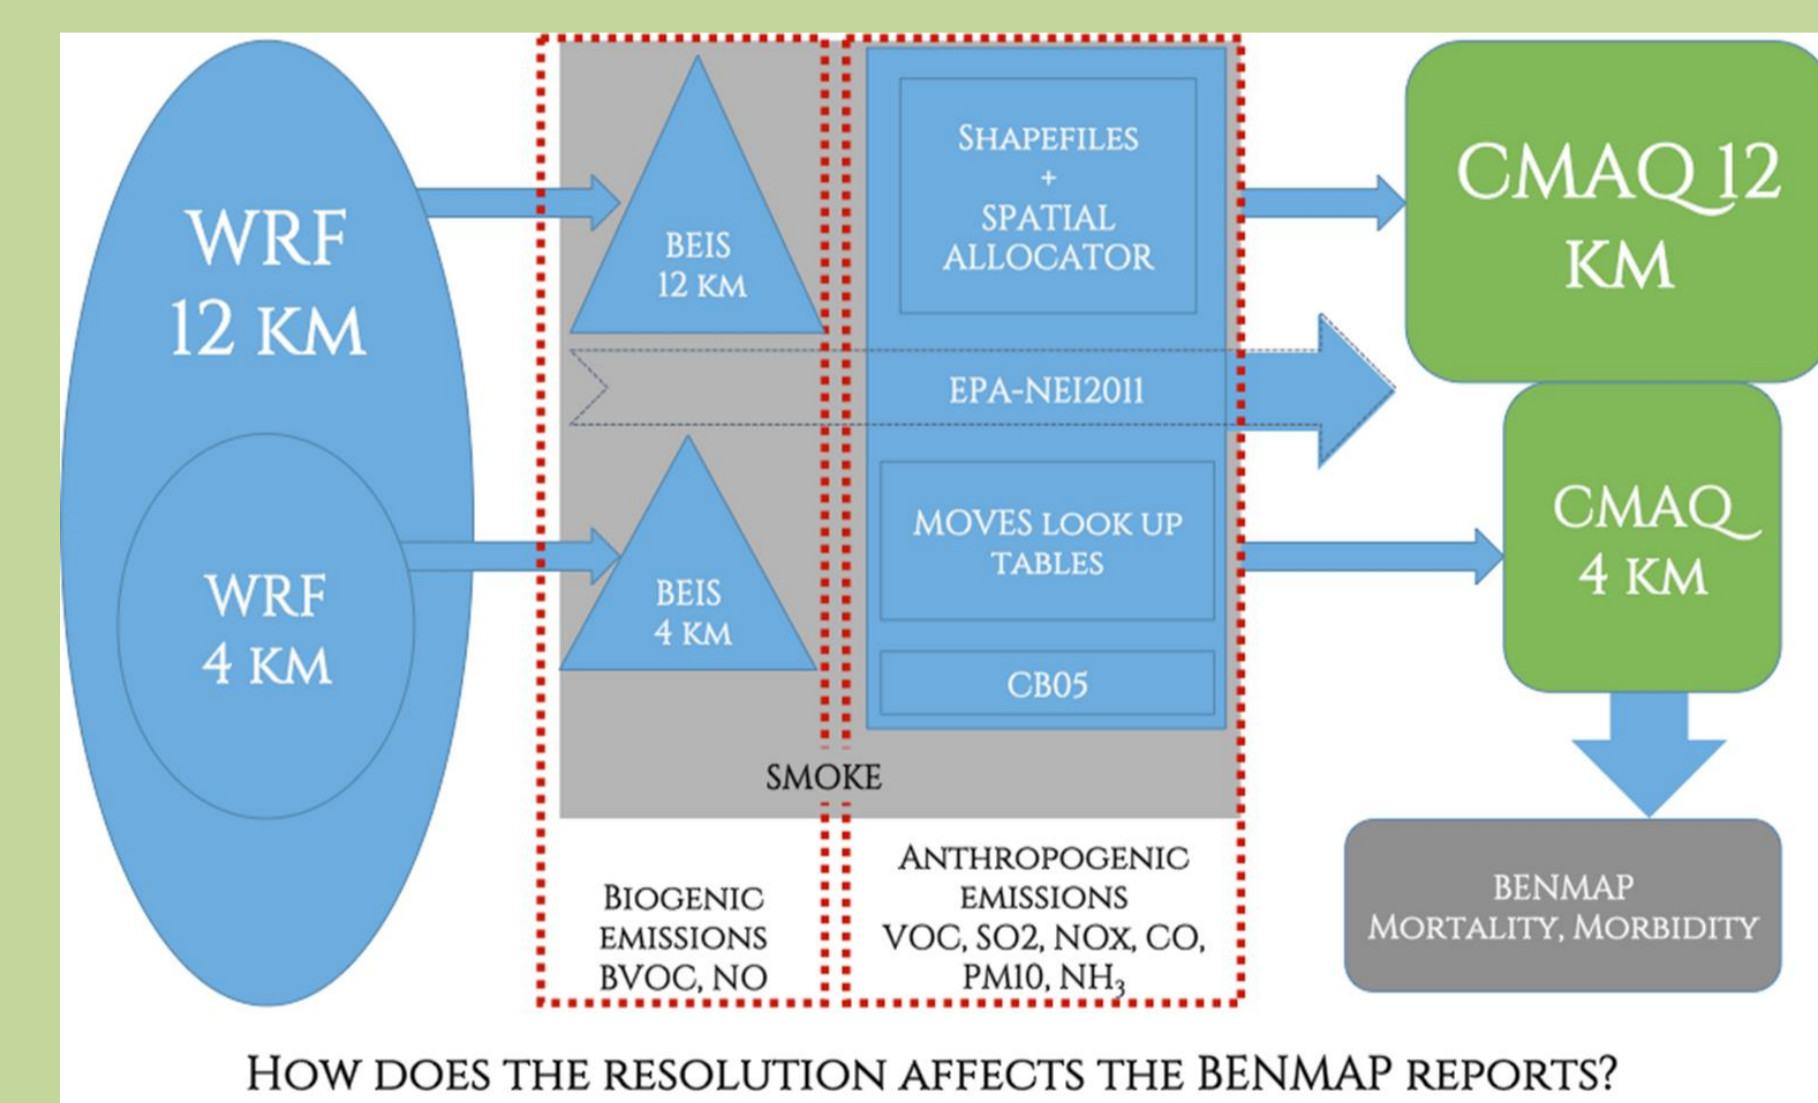 WRF
12 KM
WRF
4 KM
BEIS
12 KM
BEIS
4 KM
SHAPEFILES
+
SPATIAL
ALLOCATOR
EPA-NEI2011
MOVES LOOK UP
TABLES
CB05
SMOKE
BIOGENIC
EMISSIONS
BVOC, NO
ANTHROPOGENIC
EMISSIONS
VOC, SO2, NOX, CO,
PM10, NH₃
CMAQ 12
KM
CMAQ
4 KM
BENMAP
MORTALITY, MORBIDITY
HOW DOES THE RESOLUTION AFFECTS THE BENMAP REPORTS?